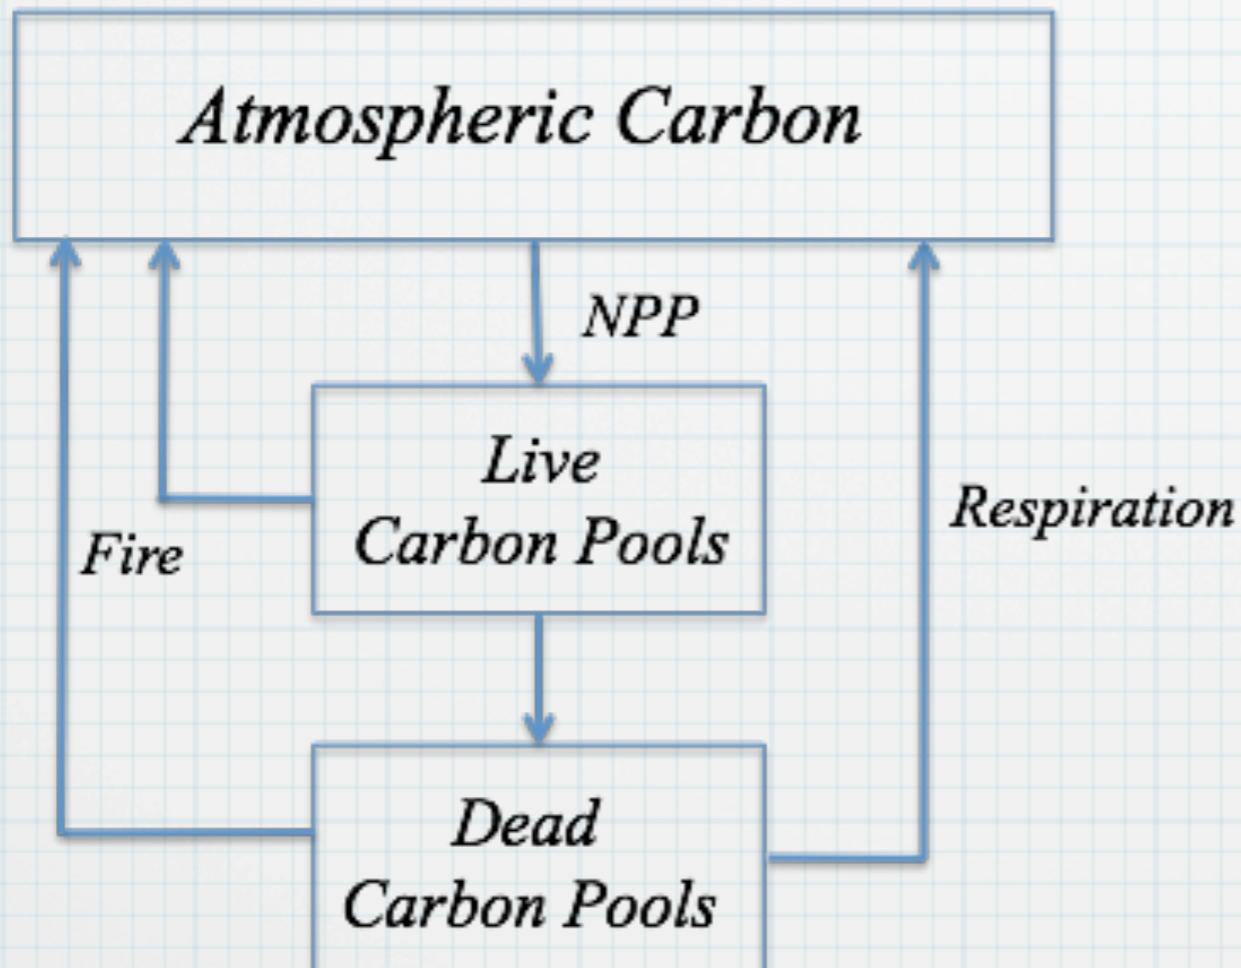 Atmospheric Carbon
NPP
Live
Carbon Pools
Respiration
Fire
Dead
Carbon Pools